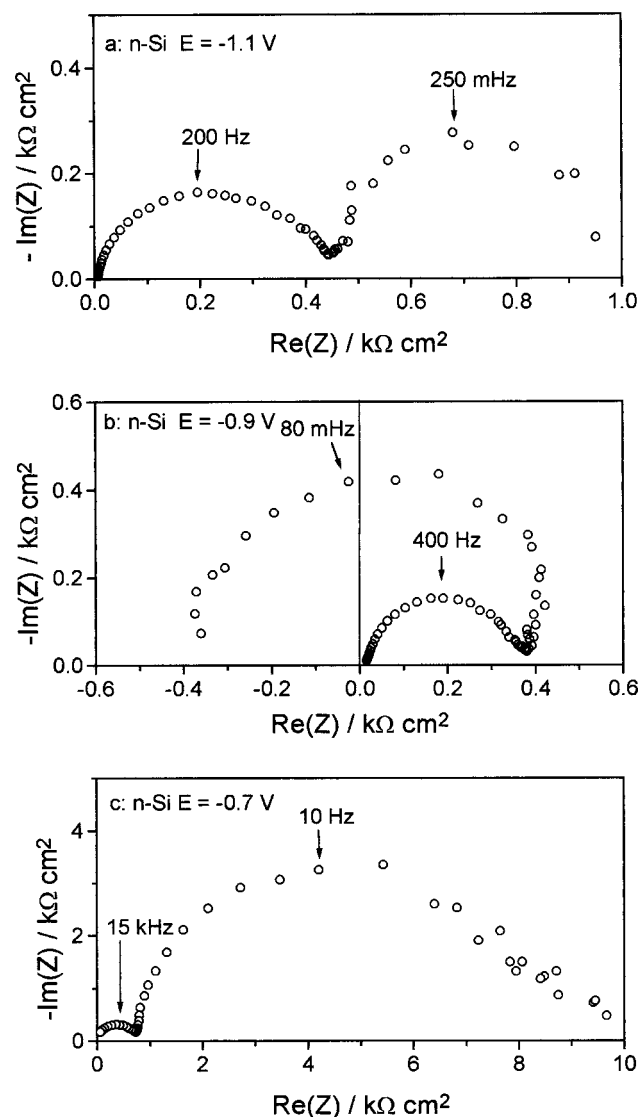 a: n-Si E = -1.1 V
250 mHz
200 Hz
0.4
0.2
0.0
- Im(Z) / kΩ cm²
0.0 0.2 0.4 0.6 0.8 1.0
Re(Z) / kΩ cm²
0.6
b: n-Si E = -0.9 V
80 mHz
400 Hz
0.4
0.2
0.0
-Im(Z) / kΩ cm²
-0.6 -0.4 -0.2 0.0 0.2 0.4 0.6
Re(Z) / kΩ cm²
c: n-Si E = -0.7 V
10 Hz
15 kHz
4
2
0
-Im(Z) / kΩ cm²
0 2 4 6 8 10
Re(Z) / kΩ cm²